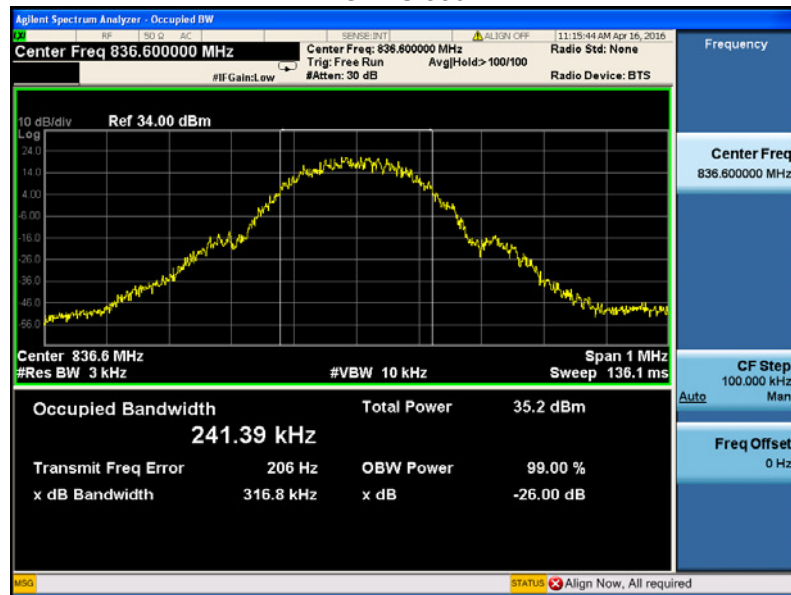 Agilent Spectrum Analyzer - Occupied BW
RF 50 Ω AC SENSE:INT ALIGN OFF 11:15:44 AM Apr 16, 2016
Center Freq 836.600000 MHz Center Freq: 836.600000 MHz Radio Std: None
Trig: Free Run Avg|Hold:> 100/100
#IFGain:Low #Atten: 30 dB Radio Device: BTS
10 dB/div Ref 34.00 dBm
Log
24.0
14.0
4.00
-6.00
-16.0
-26.0
-36.0
-46.0
-56.0
Center 836.6 MHz Span 1 MHz
#Res BW 3 kHz #VBW 10 kHz Sweep 136.1 ms
Occupied Bandwidth Total Power 35.2 dBm
241.39 kHz
Transmit Freq Error 206 Hz OBW Power 99.00 %
x dB Bandwidth 316.8 kHz x dB -26.00 dB
MSG STATUS Align Now, All required
Frequency
Center Freq
836.600000 MHz
CF Step
100.000 kHz
Auto Man
Freq Offset
0 Hz